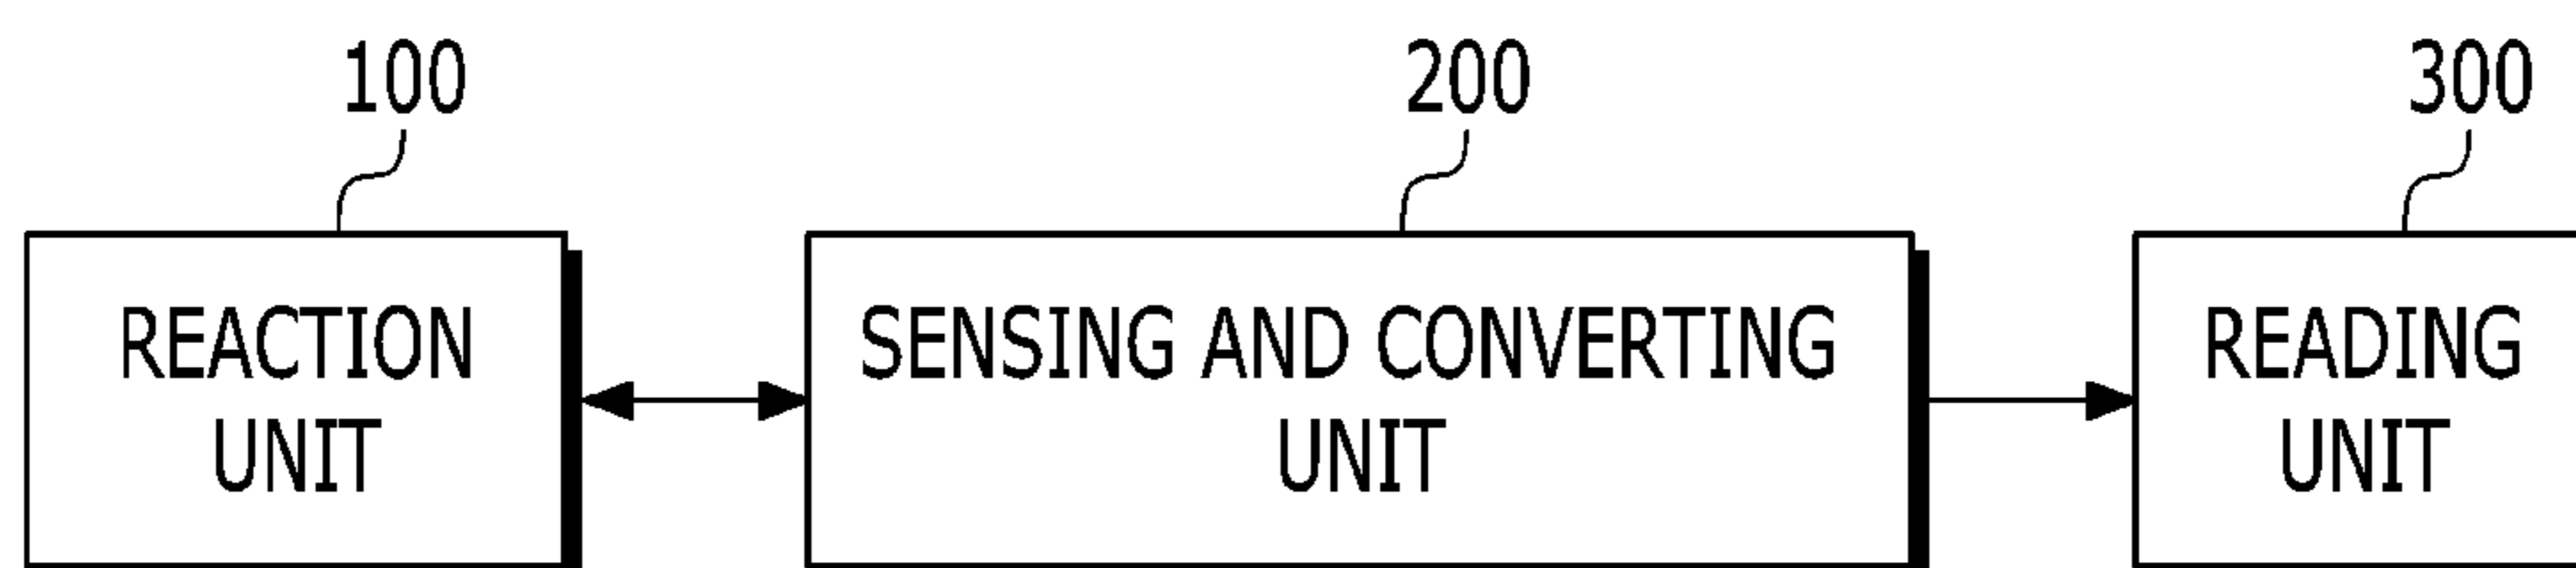 100
200
300
REACTION
UNIT
SENSING AND CONVERTING
UNIT
READING
UNIT